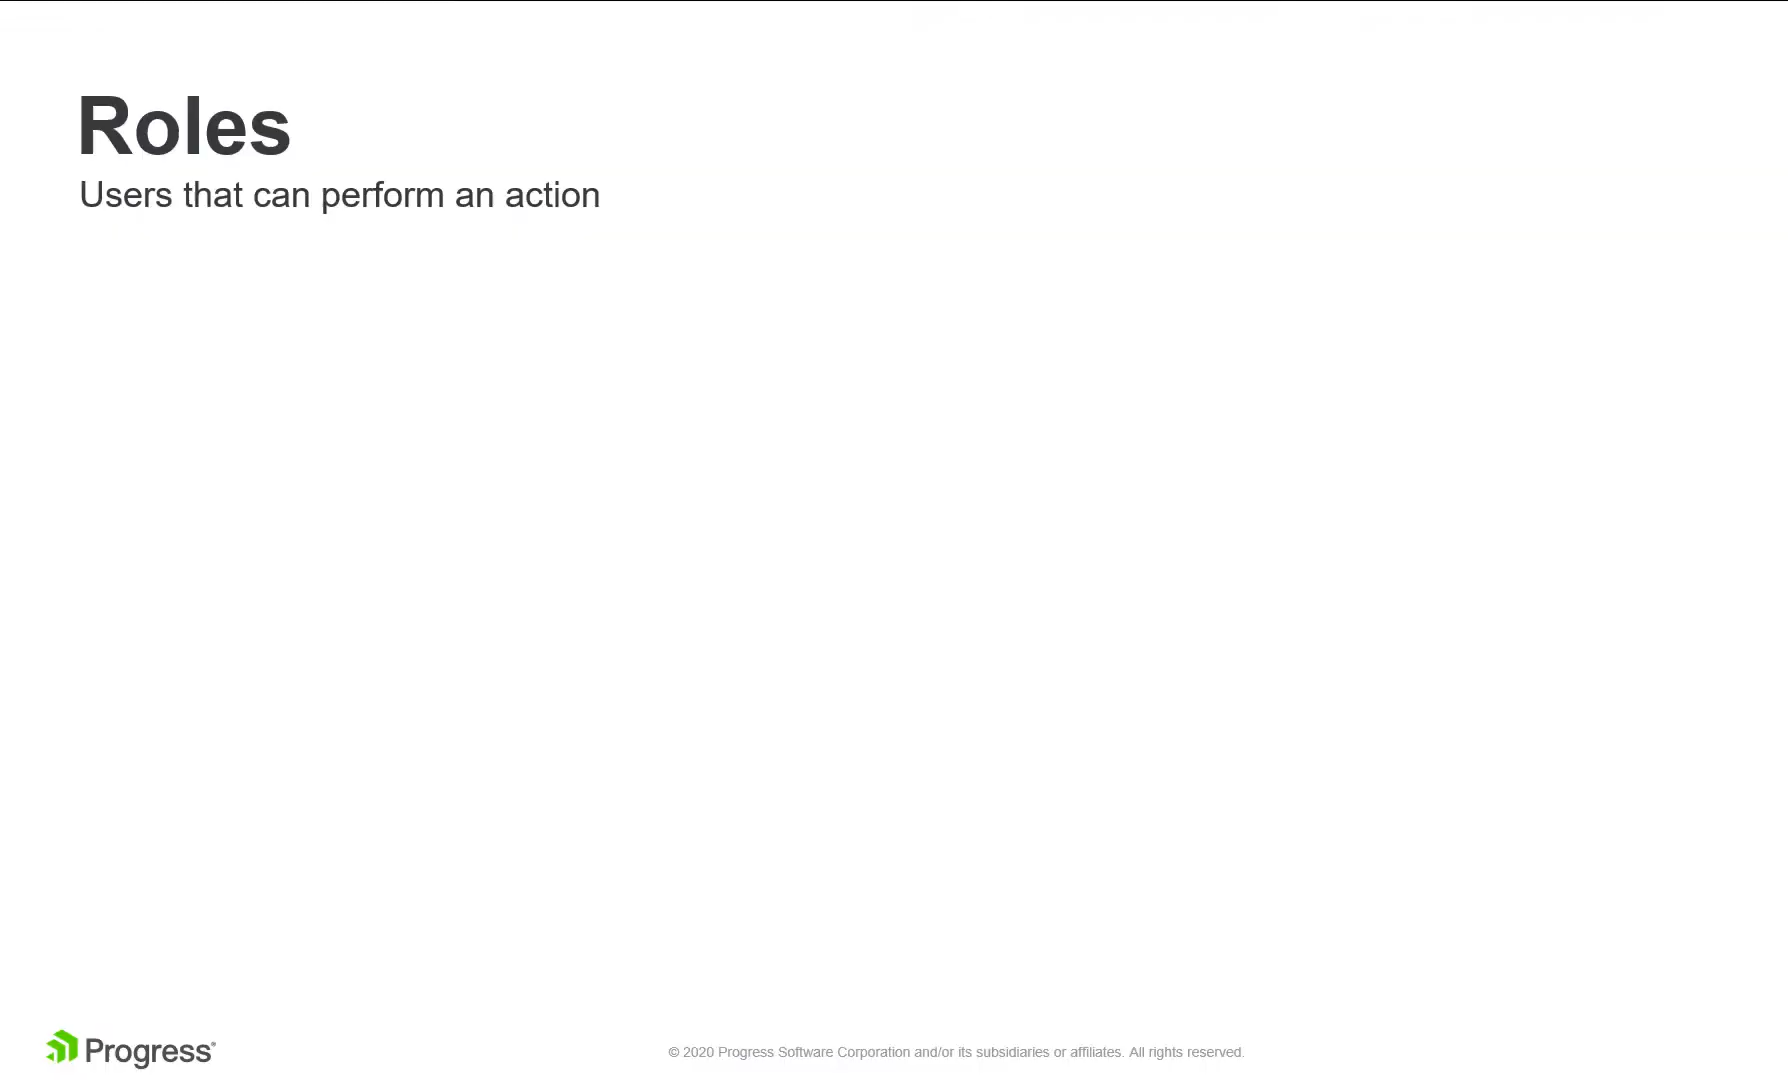 Roles
Users that can perform an action
Progress®
© 2020 Progress Software Corporation and/or its subsidiaries or affiliates. All rights reserved.